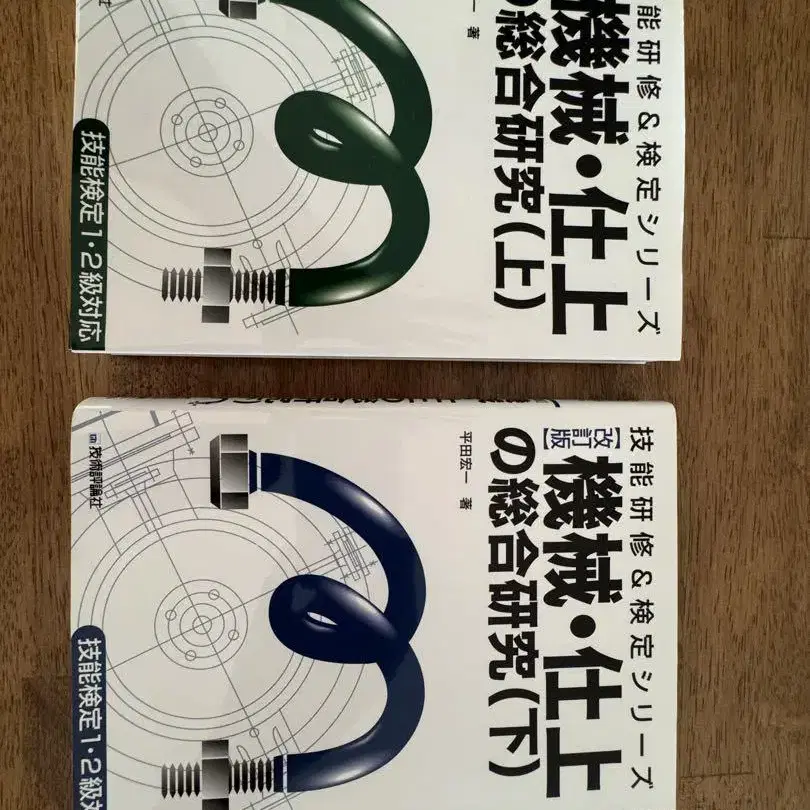 能研修&検定シリーズ
機械・仕上
の総合研究(上)
一 著
技能検定1・2級対応
技能研修&検定シリーズ
【改訂版】
機械・仕上
の総合研究(下)
平田宏一 著
技術評論社
技能検定1・2級対